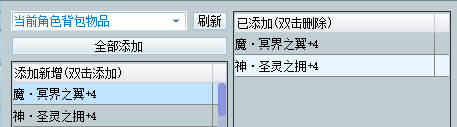 当前角色背包物品
刷新
全部添加
添加新增(双击添加)
魔·冥界之翼+4
神·圣灵之拥+4
已添加(双击删除)
魔·冥界之翼+4
神·圣灵之拥+4